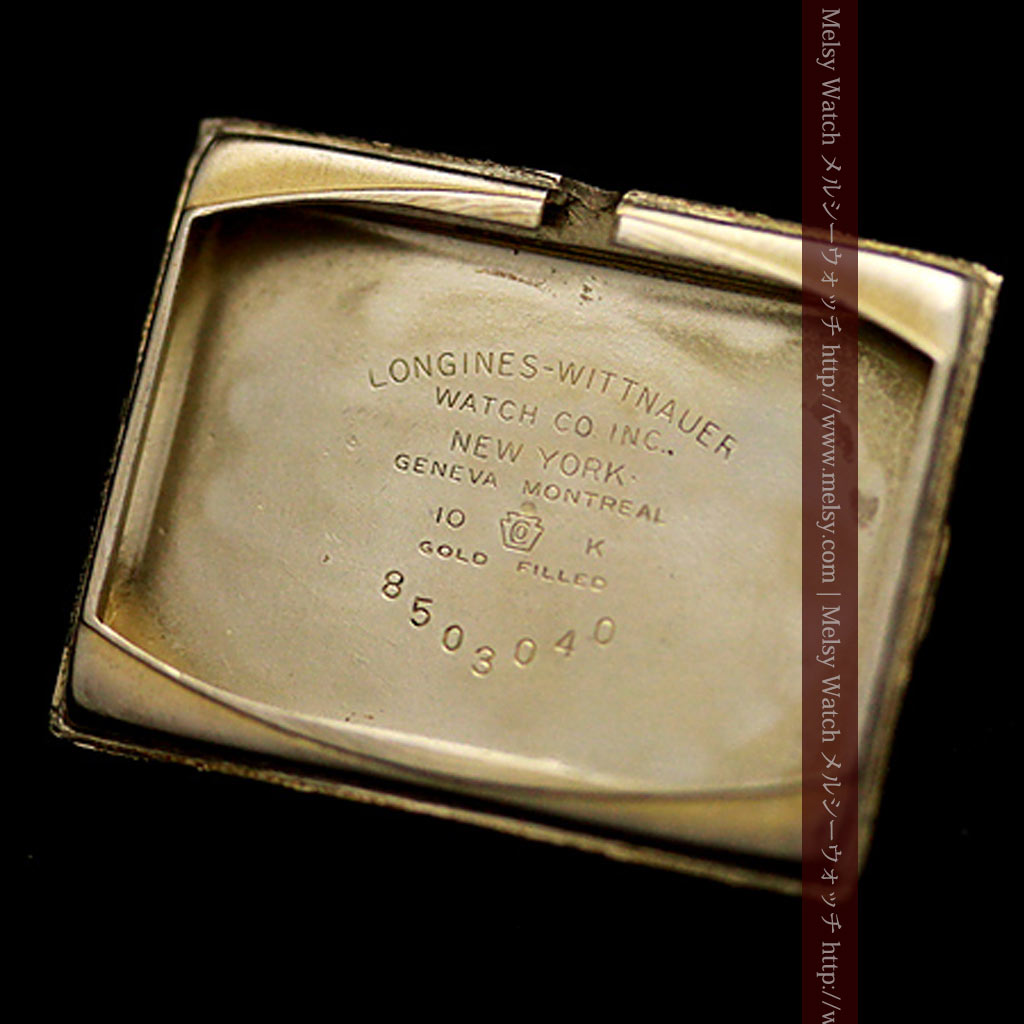 LONGINES-WITTNAUER
WATCH CO. INC.
NEW YORK
GENEVA MONTREAL
10 O K
GOLD FILLED
8503040
Melsy Watch メルシーウォッチ http://www.melsy.com | Melsy Watch メルシーウォッチ http://w